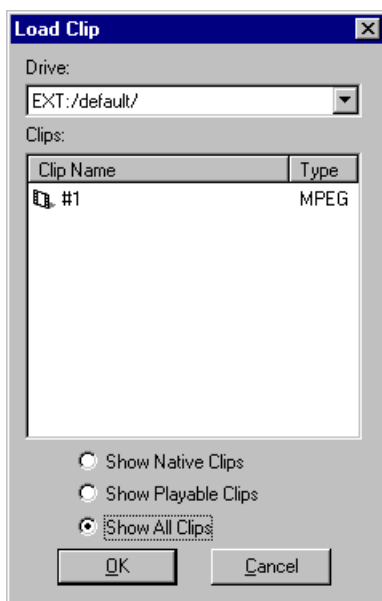 Load Clip
Drive:
EXT:/default/
Clips:
Clip Name Type
#1 MPEG
Show Native Clips
Show Playable Clips
Show All Clips
OK Cancel